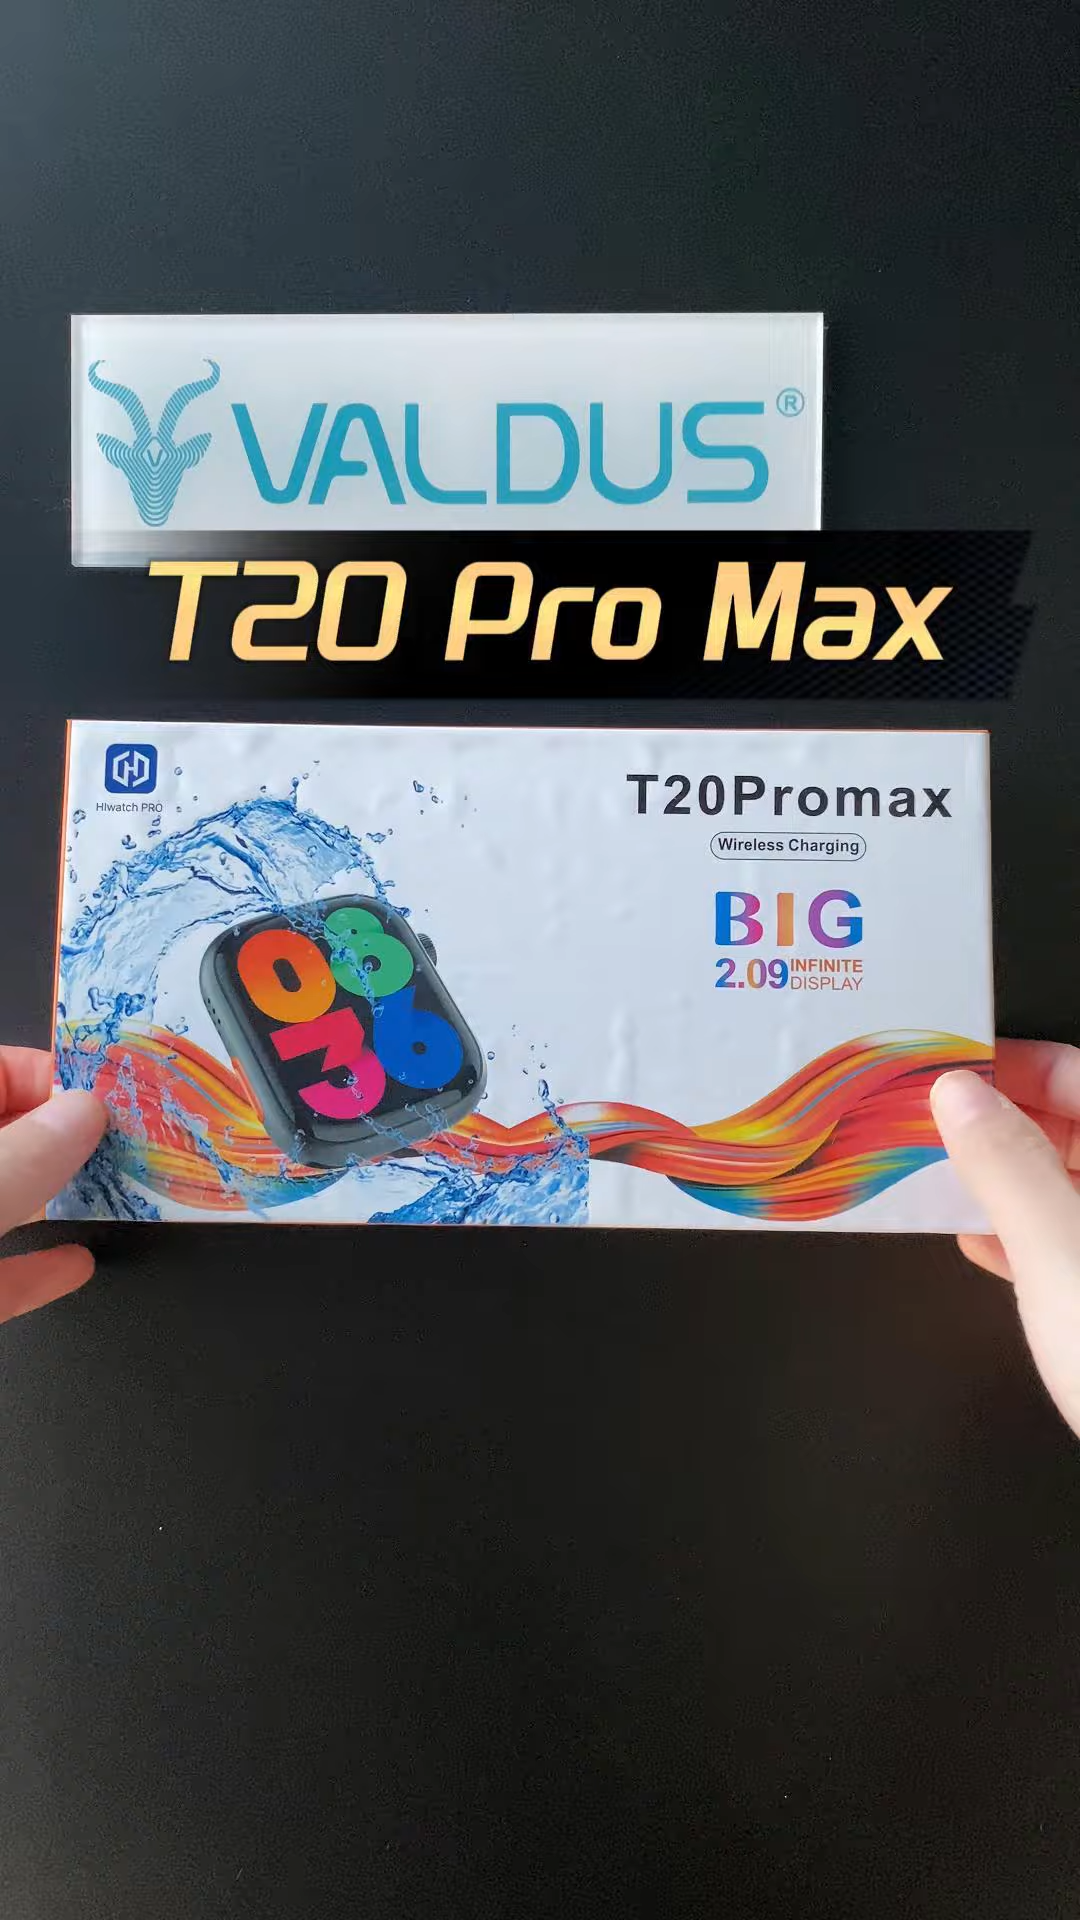 VALDUS®
T20 Pro Max
HIwatch PRO
T20Promax
Wireless Charging
BIG
2.09 INFINITE
DISPLAY
08
36